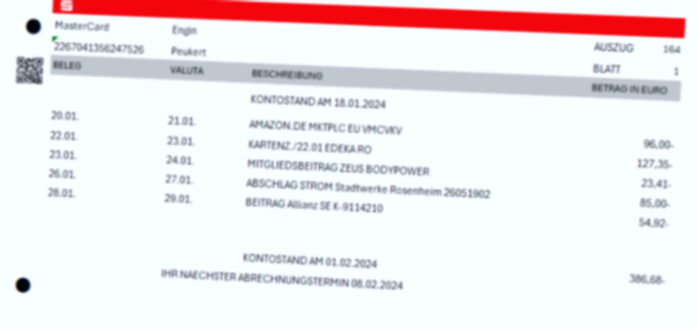 MasterCard Engin AUSZUG 164
2267041356247526 Peukert BLATT 1
BELEG VALUTA BESCHREIBUNG BETRAG IN EURO
KONTOSTAND AM 18.01.2024
20.01. 21.01. AMAZON.DE MKTPLC EU VMCVKV 96,00-
22.01. 23.01. KARTENZ./22.01 EDEKA RO 127,35-
23.01. 24.01. MITGLIEDSBEITRAG ZEUS BODYPOWER 23,41-
26.01. 27.01. ABSCHLAG STROM Stadtwerke Rosenheim 26051902 85,00-
28.01. 29.01. BEITRAG Allianz SE K-9114210 54,92-
KONTOSTAND AM 01.02.2024 386,68-
IHR NAECHSTER ABRECHNUNGSTERMIN 08.02.2024